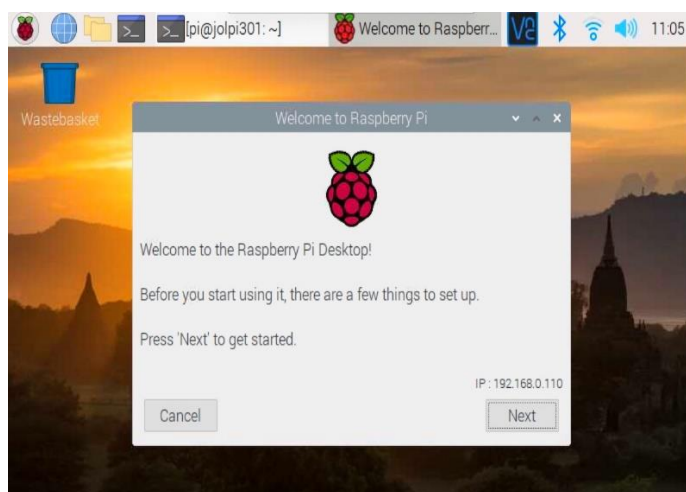 [pi@jolpi301: ~]
Welcome to Raspberr...
11:05
Wastebasket
Welcome to Raspberry Pi
Welcome to the Raspberry Pi Desktop!
Before you start using it, there are a few things to set up.
Press 'Next' to get started.
IP : 192.168.0.110
Cancel
Next